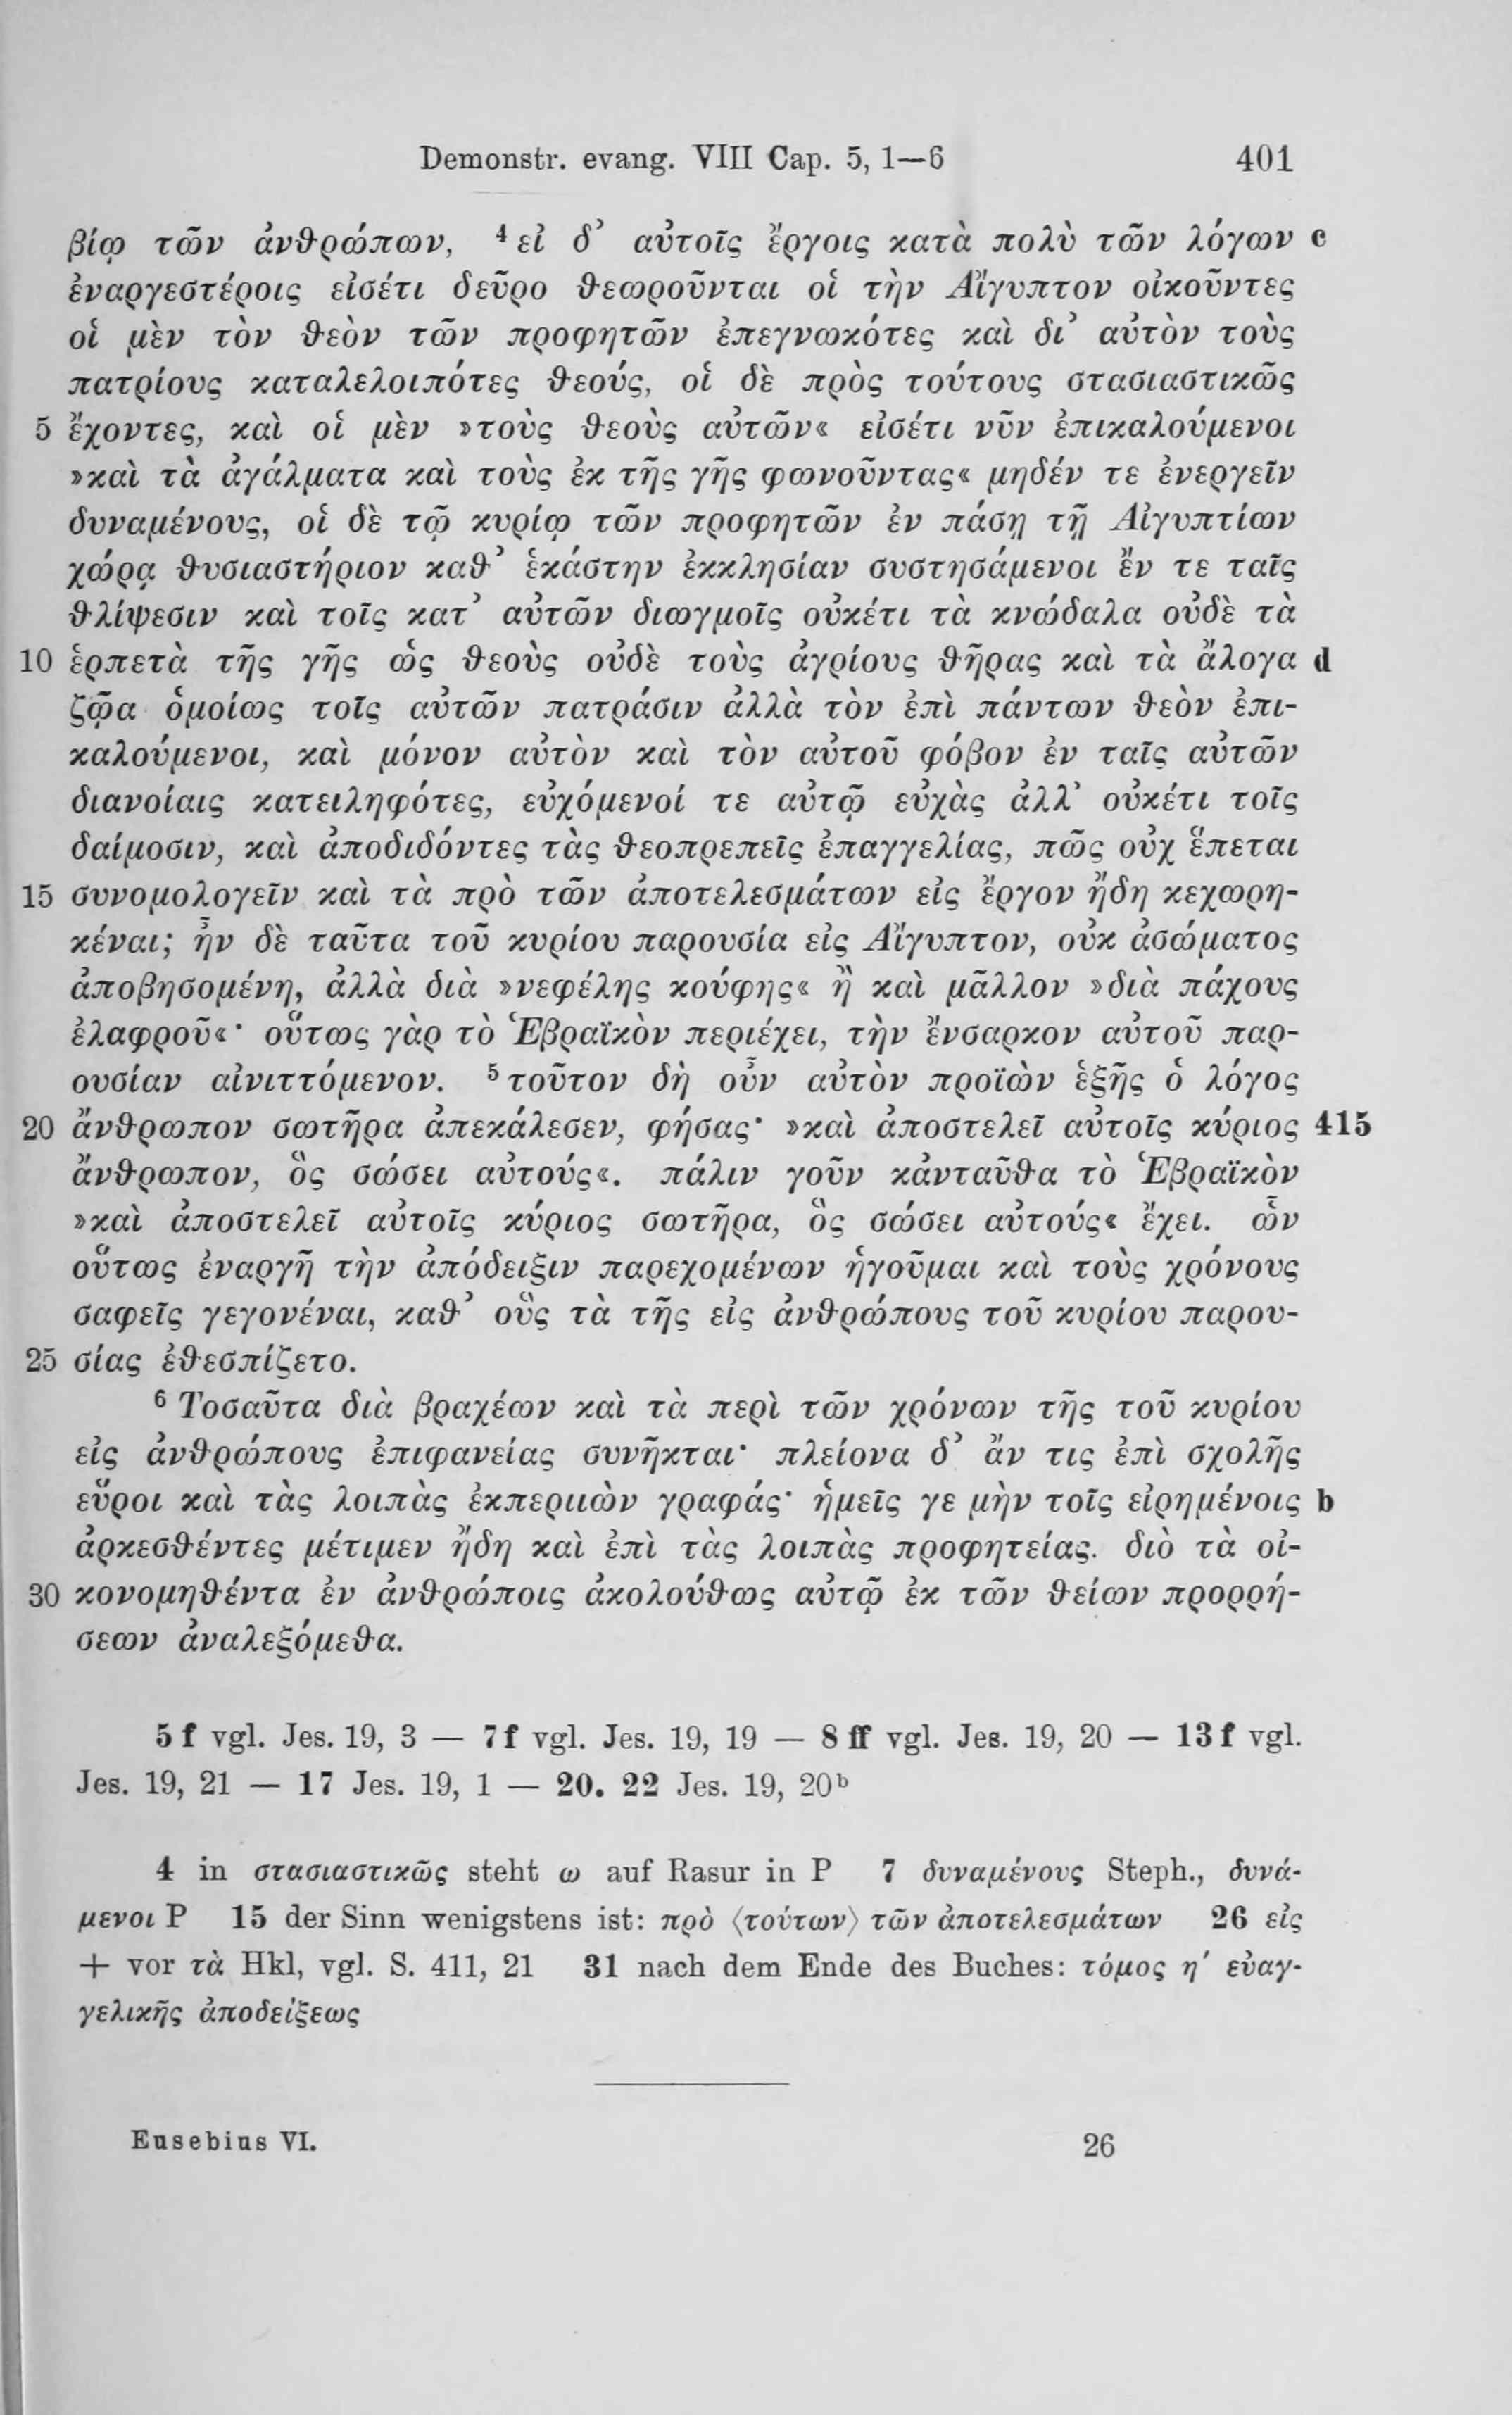 Demonstr. evang. VIII Cap. 5, 1—6 401
βίῳ τῶν ἀνθρώπων, ⁴ εἰ δ’ αὐτοῖς ἔργοις κατὰ πολὺ τῶν λόγων c
ἐναργεστέροις εἰσέτι δεῦρο θεωροῦνται οἱ τὴν Αἴγυπτον οἰκοῦντες
οἱ μὲν τὸν θεὸν τῶν προφητῶν ἐπεγνωκότες καὶ δι’ αὐτὸν τοὺς
πατρίους καταλελοιπότες θεούς, οἱ δὲ πρὸς τούτους στασιαστικῶς
5 ἔχοντες, καὶ οἱ μὲν »τοὺς θεοὺς αὐτῶν« εἰσέτι νῦν ἐπικαλούμενοι
»καὶ τὰ ἀγάλματα καὶ τοὺς ἐκ τῆς γῆς φωνοῦντας« μηδέν τε ἐνεργεῖν
δυναμένους, οἱ δὲ τῷ κυρίῳ τῶν προφητῶν ἐν πάσῃ τῇ Αἰγυπτίων
χώρᾳ θυσιαστήριον καθ’ ἑκάστην ἐκκλησίαν συστησάμενοι ἔν τε ταῖς
θλίψεσιν καὶ τοῖς κατ’ αὐτῶν διωγμοῖς οὐκέτι τὰ κνώδαλα οὐδὲ τὰ
10 ἑρπετὰ τῆς γῆς ὡς θεοὺς οὐδὲ τοὺς ἀγρίους θῆρας καὶ τὰ ἄλογα d
ζῷα ὁμοίως τοῖς αὐτῶν πατράσιν ἀλλὰ τὸν ἐπὶ πάντων θεὸν ἐπι-
καλούμενοι, καὶ μόνον αὐτὸν καὶ τὸν αὐτοῦ φόβον ἐν ταῖς αὐτῶν
διανοίαις κατειληφότες, εὐχόμενοί τε αὐτῷ εὐχὰς ἀλλ’ οὐκέτι τοῖς
δαίμοσιν, καὶ ἀποδιδόντες τὰς θεοπρεπεῖς ἐπαγγελίας, πῶς οὐχ ἕπεται
15 συνομολογεῖν καὶ τὰ πρὸ τῶν ἀποτελεσμάτων εἰς ἔργον ἤδη κεχωρη-
κέναι; ἦν δὲ ταῦτα τοῦ κυρίου παρουσία εἰς Αἴγυπτον, οὐκ ἀσώματος
ἀποβησομένη, ἀλλὰ διὰ »νεφέλης κούφης« ἢ καὶ μᾶλλον »διὰ πάχους
ἐλαφροῦ«· οὕτως γὰρ τὸ Ἑβραϊκὸν περιέχει, τὴν ἔνσαρκον αὐτοῦ παρ-
ουσίαν αἰνιττόμενον. ⁵ τοῦτον δὴ οὖν αὐτὸν προϊὼν ἑξῆς ὁ λόγος
20 ἄνθρωπον σωτῆρα ἀπεκάλεσεν, φήσας· »καὶ ἀποστελεῖ αὐτοῖς κύριος 415
ἄνθρωπον, ὃς σώσει αὐτούς«. πάλιν γοῦν κἀνταῦθα τὸ Ἑβραϊκὸν
»καὶ ἀποστελεῖ αὐτοῖς κύριος σωτῆρα, ὃς σώσει αὐτούς« ἔχει. ὧν
οὕτως ἐναργῆ τὴν ἀπόδειξιν παρεχομένων ἡγοῦμαι καὶ τοὺς χρόνους
σαφεῖς γεγονέναι, καθ’ οὓς τὰ τῆς εἰς ἀνθρώπους τοῦ κυρίου παρου-
25 σίας ἐθεσπίζετο.
⁶ Τοσαῦτα διὰ βραχέων καὶ τὰ περὶ τῶν χρόνων τῆς τοῦ κυρίου
εἰς ἀνθρώπους ἐπιφανείας συνῆκται· πλείονα δ’ ἄν τις ἐπὶ σχολῆς
εὕροι καὶ τὰς λοιπὰς ἐκπεριιὼν γραφάς· ἡμεῖς γε μὴν τοῖς εἰρημένοις b
ἀρκεσθέντες μέτιμεν ἤδη καὶ ἐπὶ τὰς λοιπὰς προφητείας. διὸ τὰ οἰ-
30 κονομηθέντα ἐν ἀνθρώποις ἀκολούθως αὐτῷ ἐκ τῶν θείων προρρή-
σεων ἀναλεξόμεθα.
5 f vgl. Jes. 19, 3 — 7 f vgl. Jes. 19, 19 — 8 ff vgl. Jes. 19, 20 — 13 f vgl.
Jes. 19, 21 — 17 Jes. 19, 1 — 20. 22 Jes. 19, 20ᵇ
4 in στασιαστικῶς steht ω auf Rasur in P 7 δυναμένους Steph., δυνά-
μενοι P 15 der Sinn wenigstens ist: πρὸ ⟨τούτων⟩ τῶν ἀποτελεσμάτων 26 εἰς
+ vor τὰ Hkl, vgl. S. 411, 21 31 nach dem Ende des Buches: τόμος η′ εὐαγ-
γελικῆς ἀποδείξεως
Eusebius VI. 26